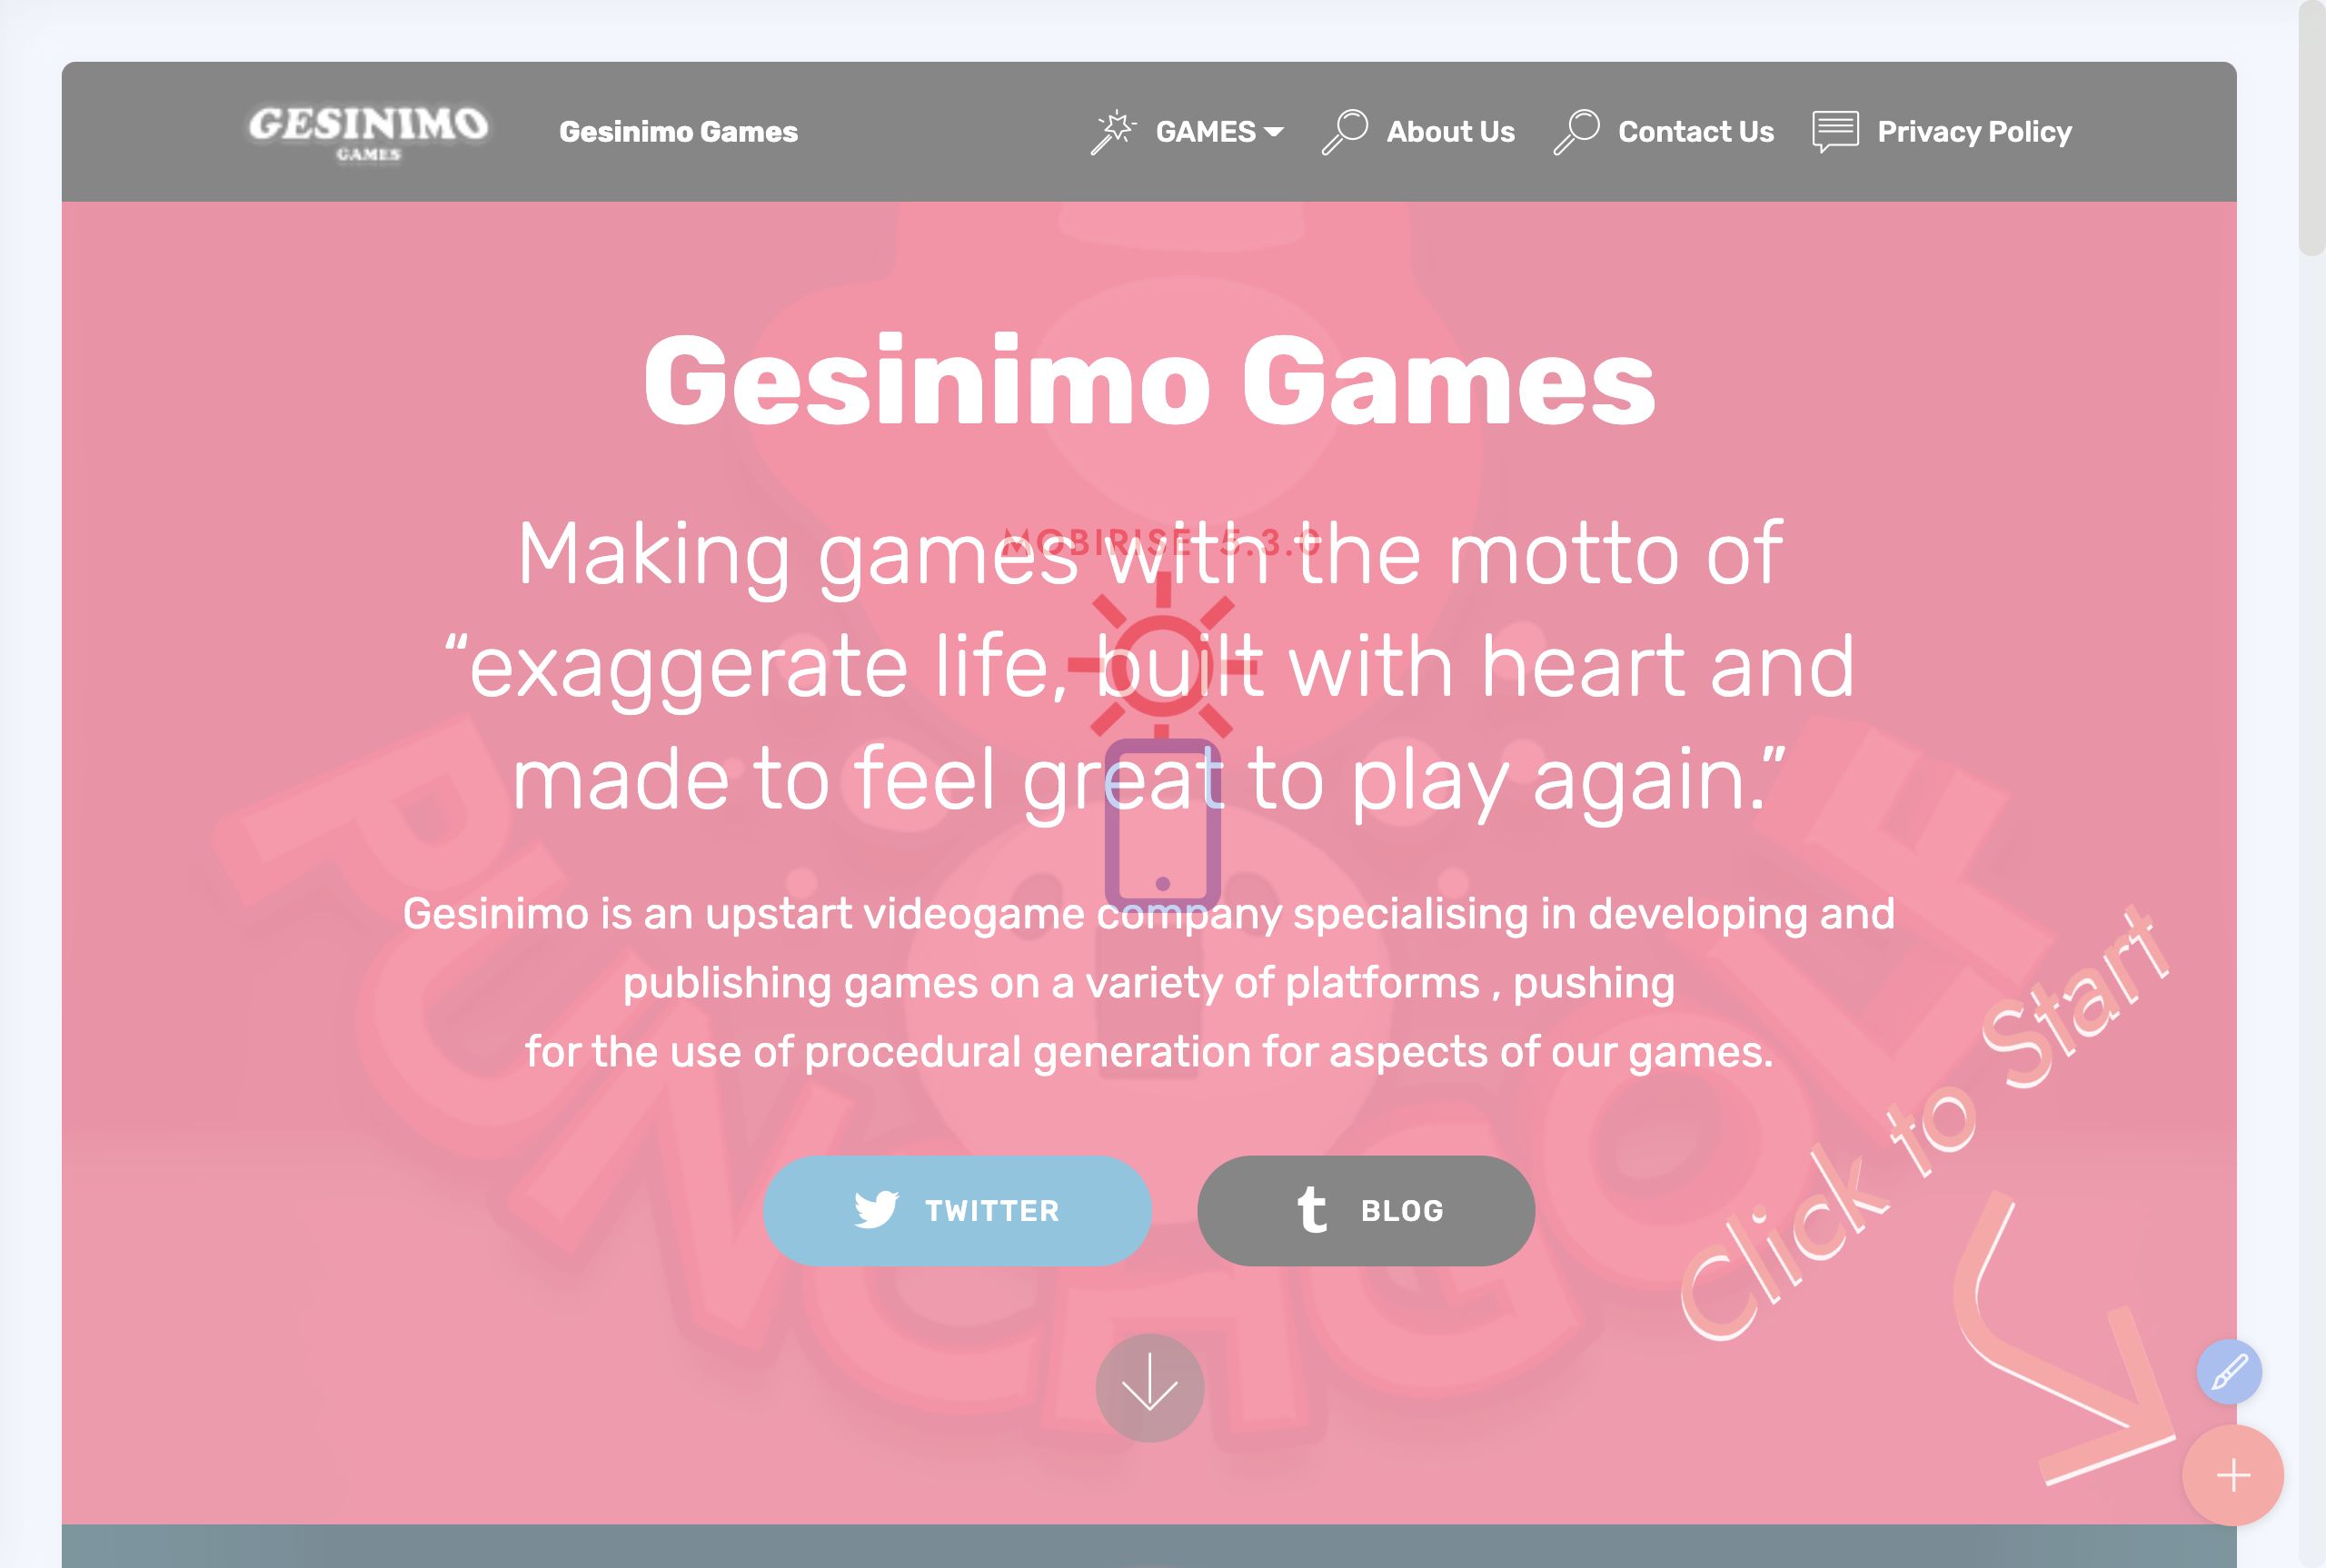 GESINIMO
GAMES
Gesinimo Games
GAMES
About Us
Contact Us
Privacy Policy
Gesinimo Games
MOBIRISE 5.3.0
Making games with the motto of
“exaggerate life, built with heart and
made to feel great to play again.”
Gesinimo is an upstart videogame company specialising in developing and
publishing games on a variety of platforms , pushing
for the use of procedural generation for aspects of our games.
PUNCHGOLF
TWITTER
BLOG
Click to Start